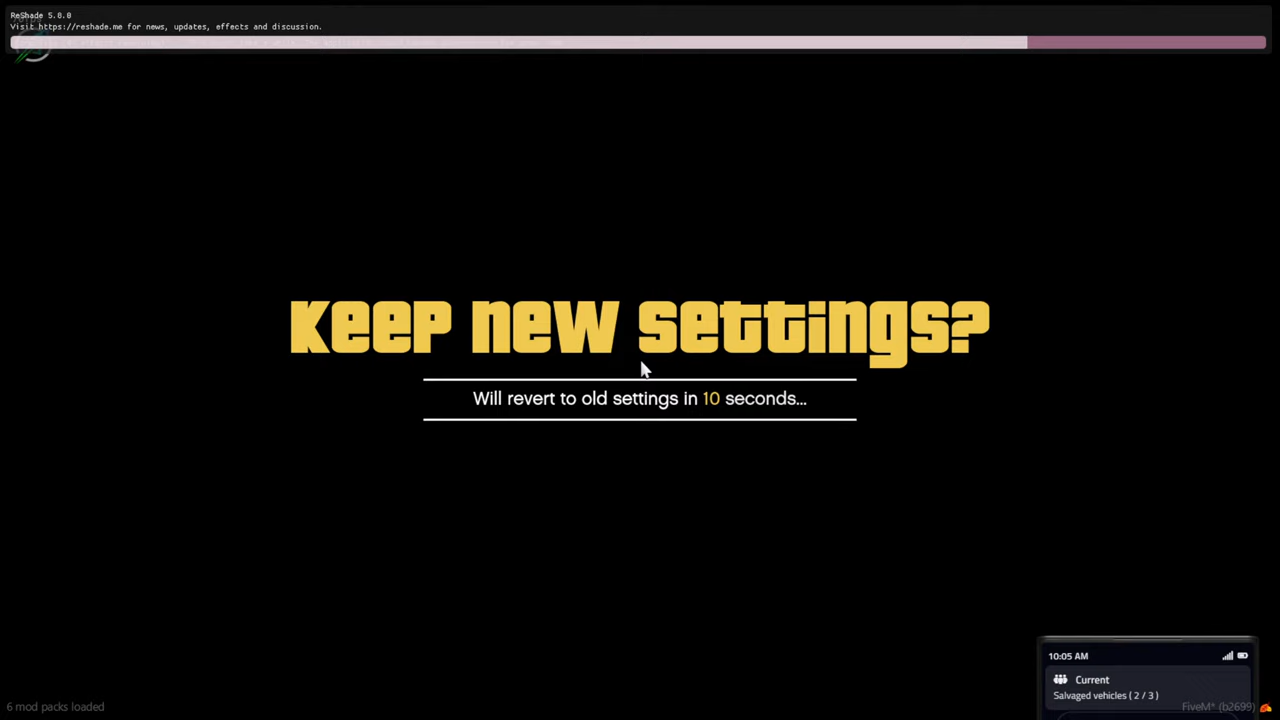 ReShade 5.8.0
Visit https://reshade.me for news, updates, effects and discussion.
Keep new settings?
Will revert to old settings in 10 seconds...
10:05 AM
Current
Salvaged vehicles ( 2 / 3 )
6 mod packs loaded
FiveM* (b2699)